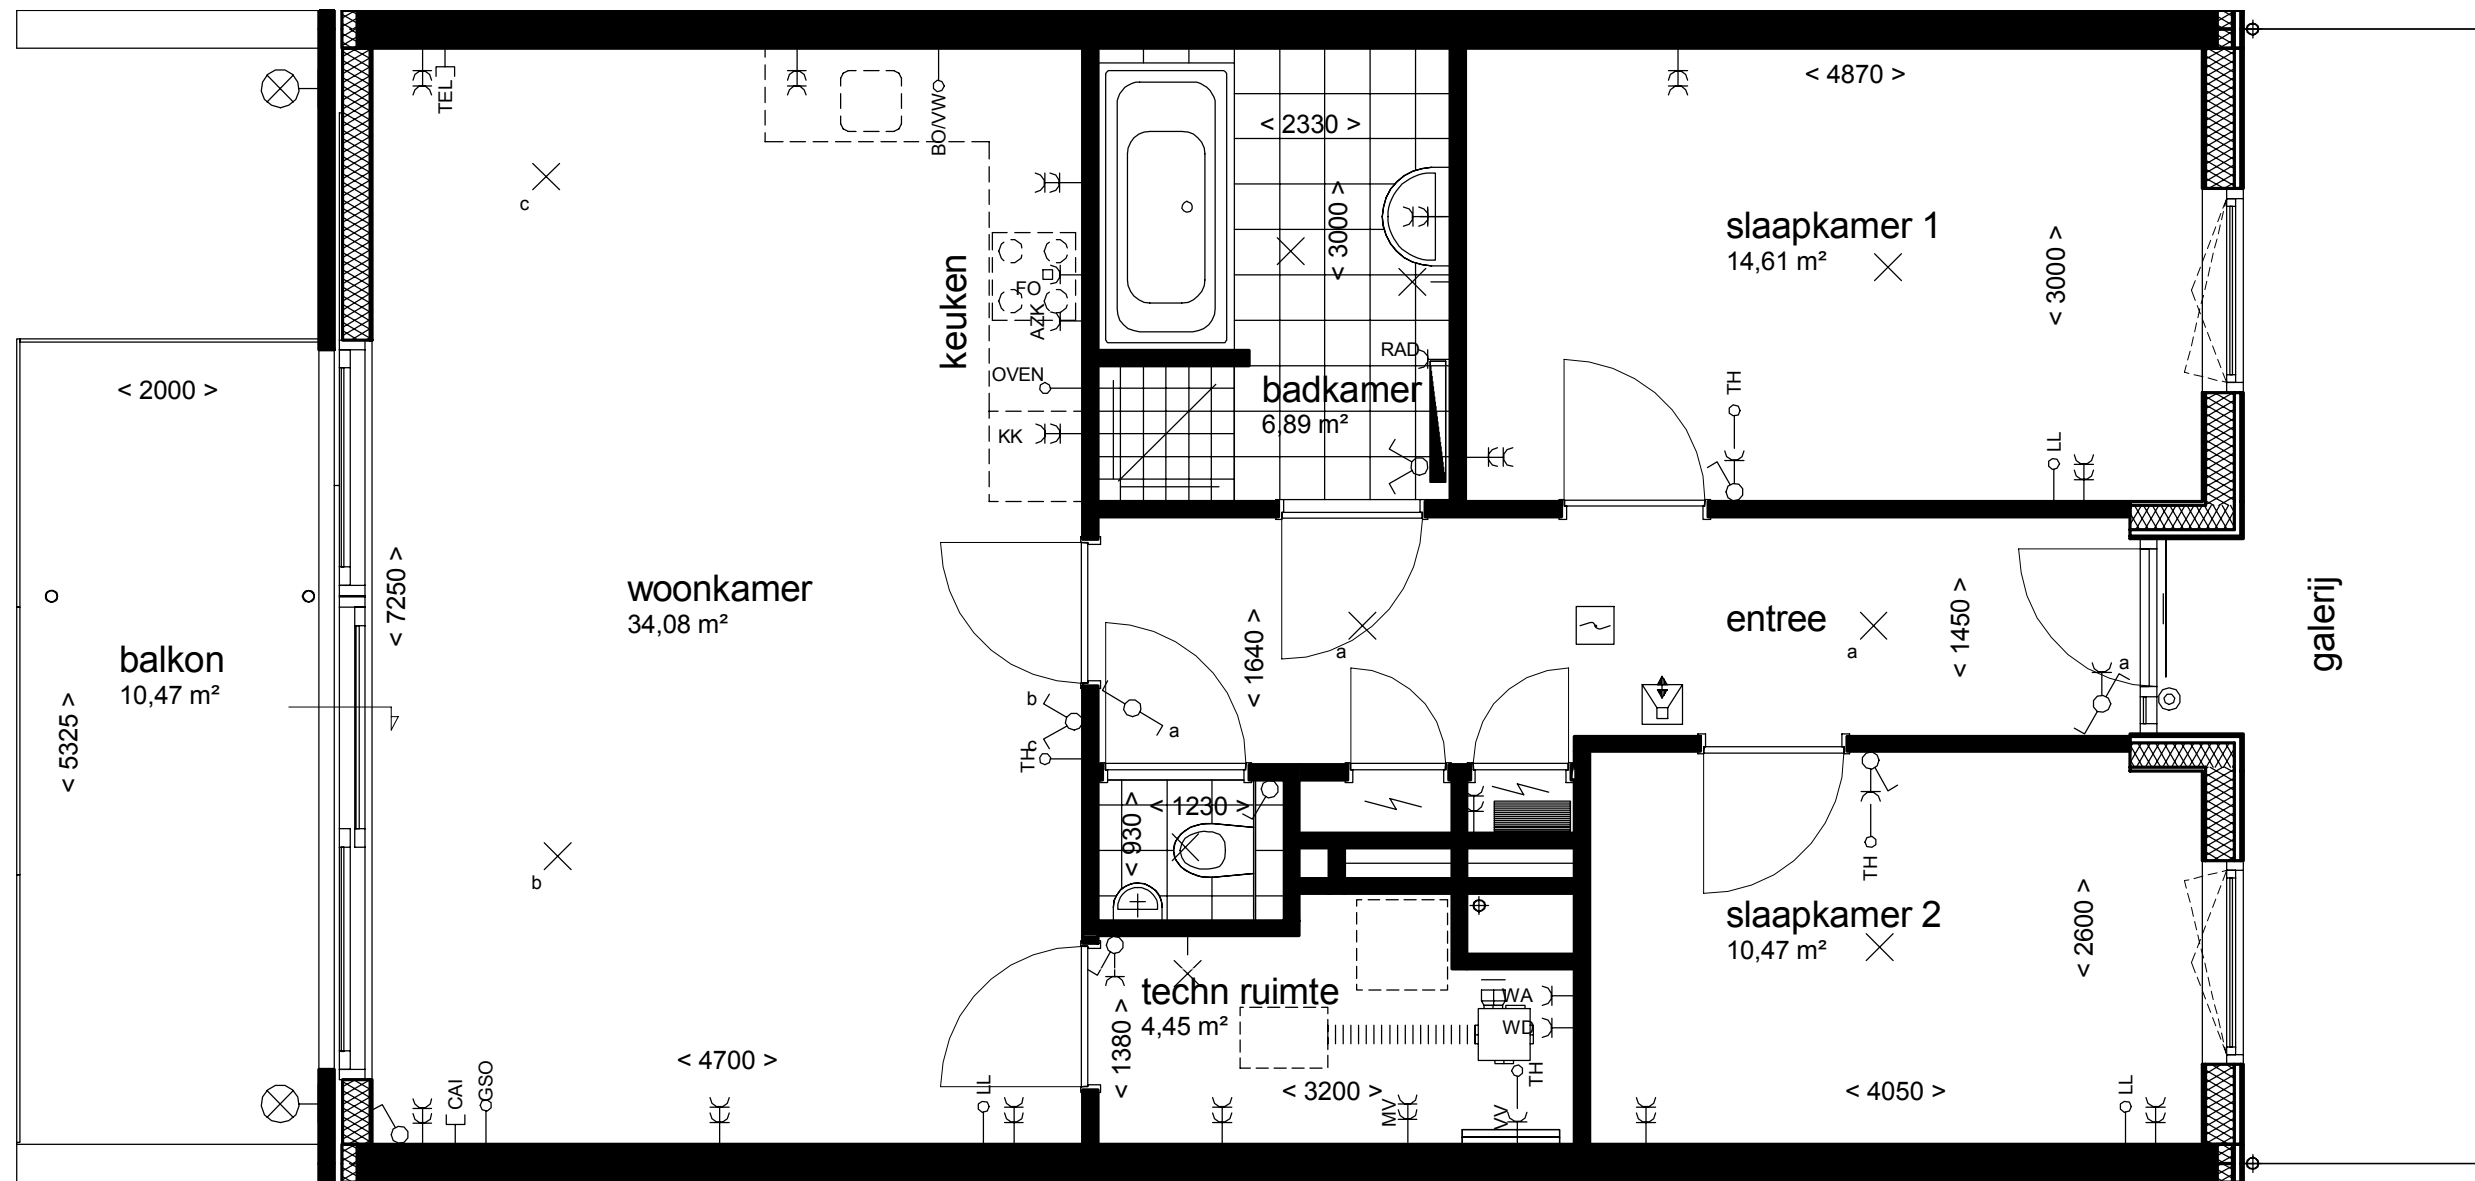 < 4870 >
TEL
BO/VW
< 2330 >
< 3000 >
c
slaapkamer 1
14,61 m²
< 3000 >
keuken
FO
AZK
RAD
OVEN
badkamer
6,89 m²
KK
TH
LL
< 2000 >
< 7250 >
woonkamer
34,08 m²
balkon
10,47 m²
< 5325 >
< 1640 >
a
entree
a
< 1450 >
a
galerij
b
c
a
TH
< 1230 >
< 930 >
b
TH
slaapkamer 2
10,47 m²
< 2600 >
techn ruimte
4,45 m²
WA
WD
< 1380 >
< 4700 >
CAI
GSO
LL
< 3200 >
MV
VV
TH
< 4050 >
LL